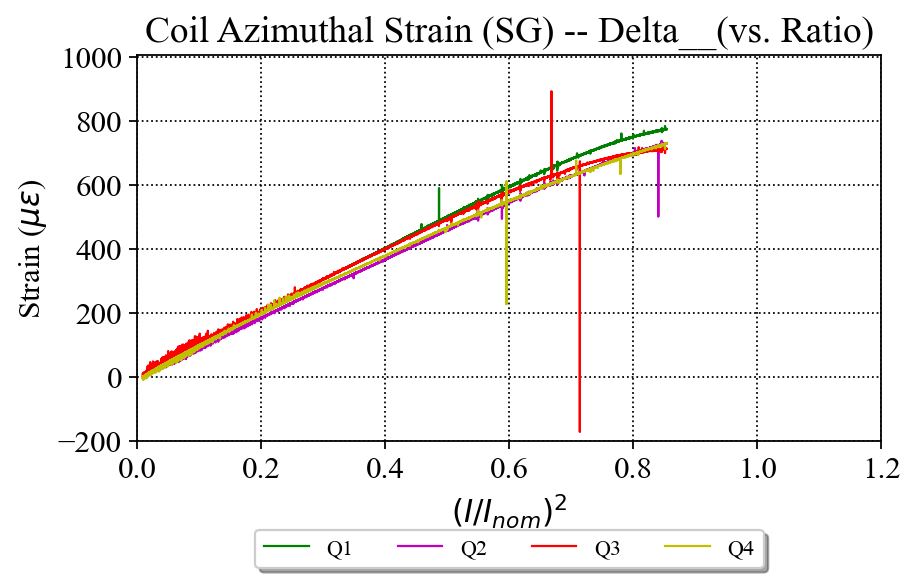 Coil Azimuthal Strain (SG) -- Delta__(vs. Ratio)
1000
800
600
400
200
0
−200
Strain (με)
0.0 0.2 0.4 0.6 0.8 1.0 1.2
(I/I_nom)²
Q1 Q2 Q3 Q4